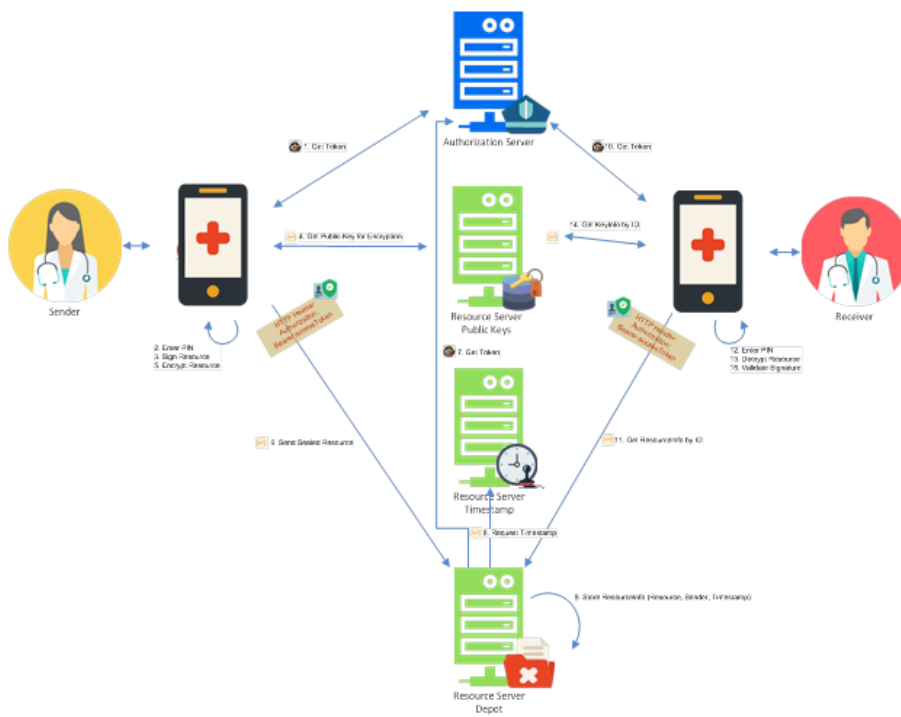 Authorization Server
1. Get Token
10. Get Token
4. Get Public Key for Encryption
14. Get KeyInfo by ID
Sender
Resource Server
Public Keys
Receiver
HTTP Header
Authorization:
Bearer accessToken
HTTP Header
Authorization:
Bearer accessToken
2. Enter PIN
3. Sign Resource
5. Encrypt Resource
7. Get Token
12. Enter PIN
Decrypt Resource
Validate Signature
6. Send Sealed Resource
11. Get ResourceInfo by ID
Resource Server
Timestamp
8. Request Timestamp
9. Store ResourceInfo (Resource, Sender, Timestamp)
Resource Server
Depot